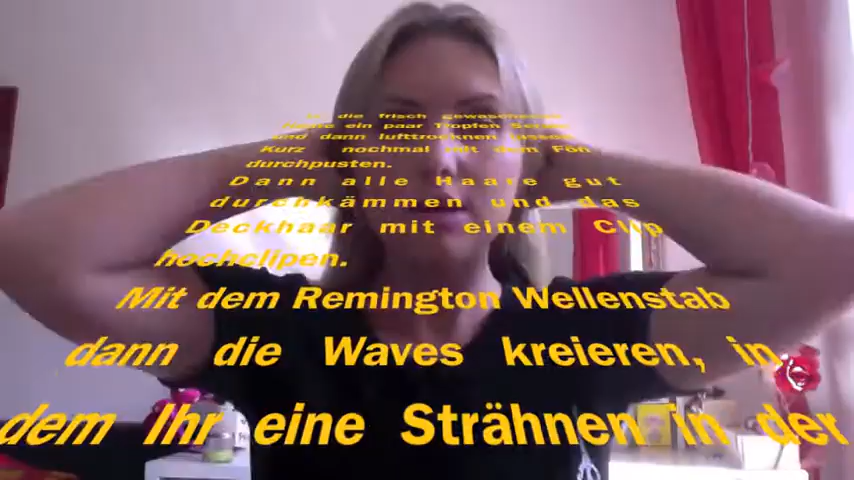 In die frisch gewaschenen
Haare ein paar Tropfen Serum
und dann lufttrocknen lassen.
Kurz nochmal mit dem Fön
durchpusten.
Dann alle Haare gut
durchkämmen und das
Deckhaar mit einem Clip
hochclipen.
Mit dem Remington Wellenstab
dann die Waves kreieren, in
dem Ihr eine Strähnen in der